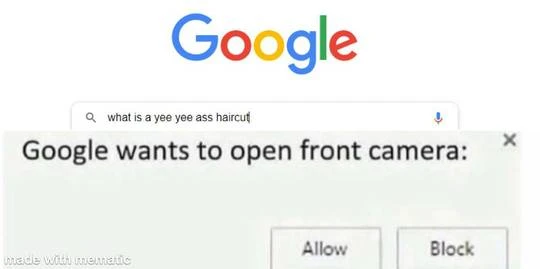 Google
what is a yee yee ass haircut
Google wants to open front camera:
Allow
Block
made with mematic